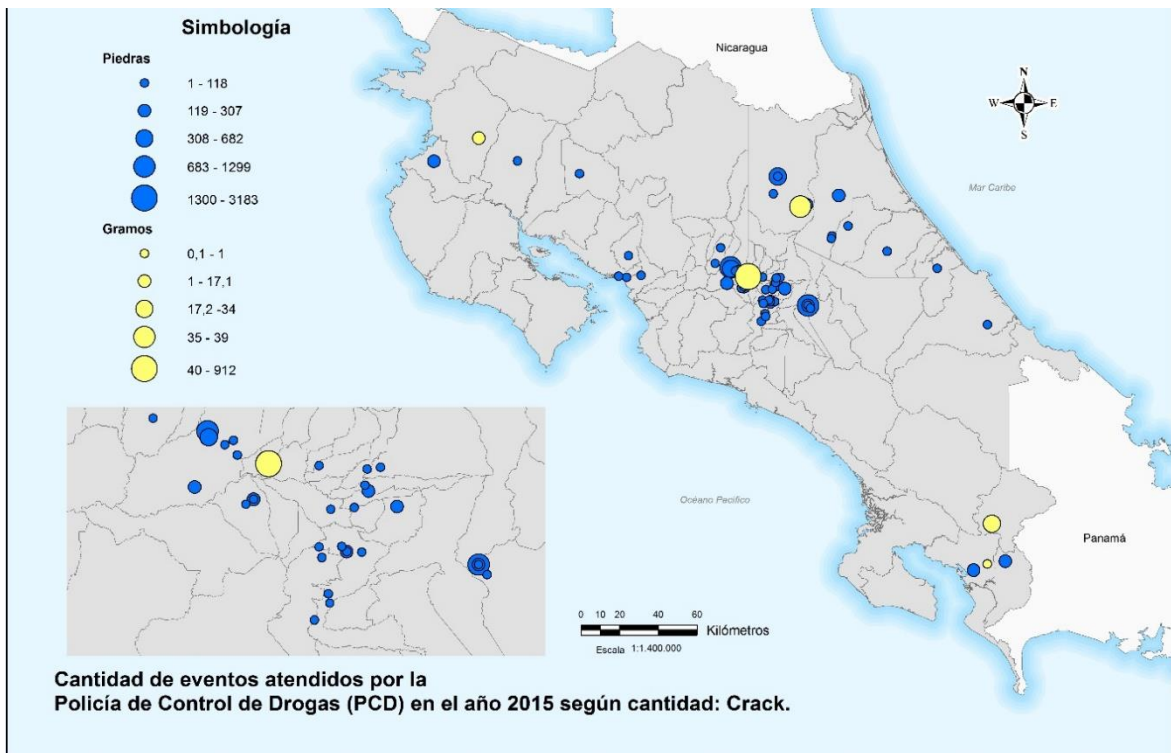 Simbología
Piedras
1 - 118
119 - 307
308 - 682
683 - 1299
1300 - 3183
Gramos
0,1 - 1
1 - 17,1
17,2 -34
35 - 39
40 - 912
Nicaragua
N
W E
S
Mar Caribe
Océano Pacifico
Panamá
0 10 20 40 60
Kilómetros
Escala 1:1.400.000
Cantidad de eventos atendidos por la
Policía de Control de Drogas (PCD) en el año 2015 según cantidad: Crack.